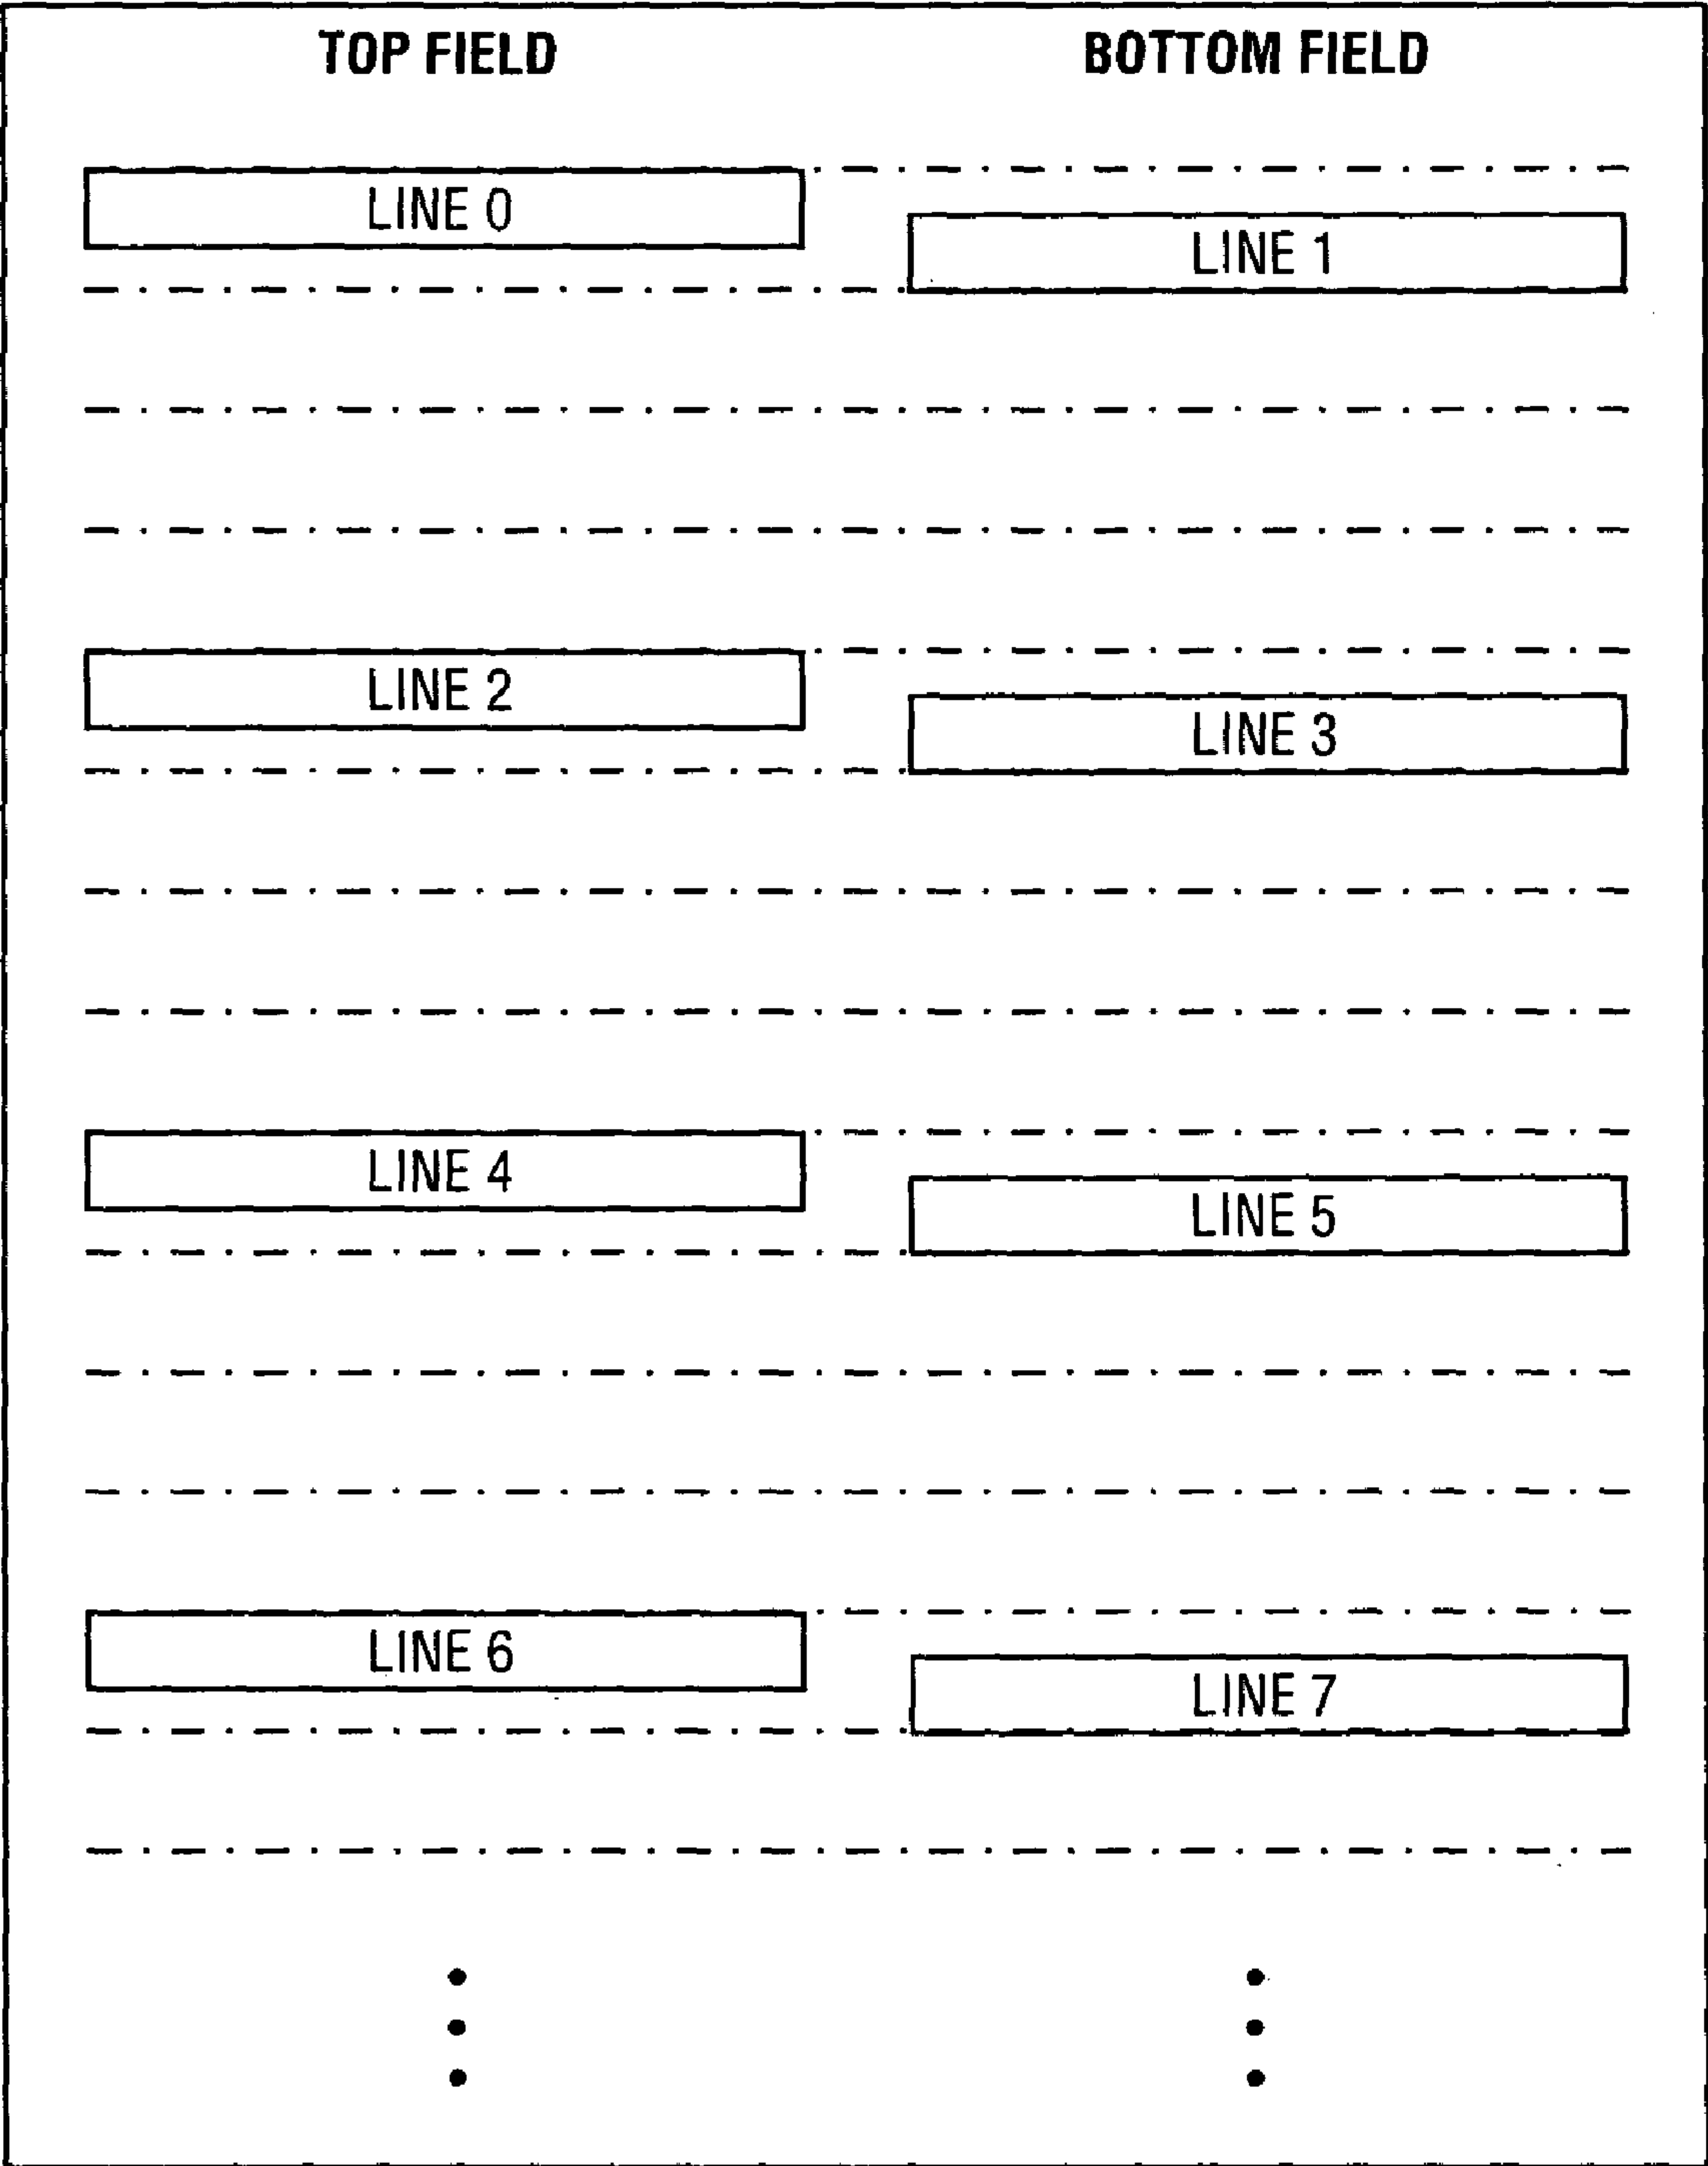 TOP FIELD BOTTOM FIELD
LINE 0
LINE 1
LINE 2
LINE 3
LINE 4
LINE 5
LINE 6
LINE 7